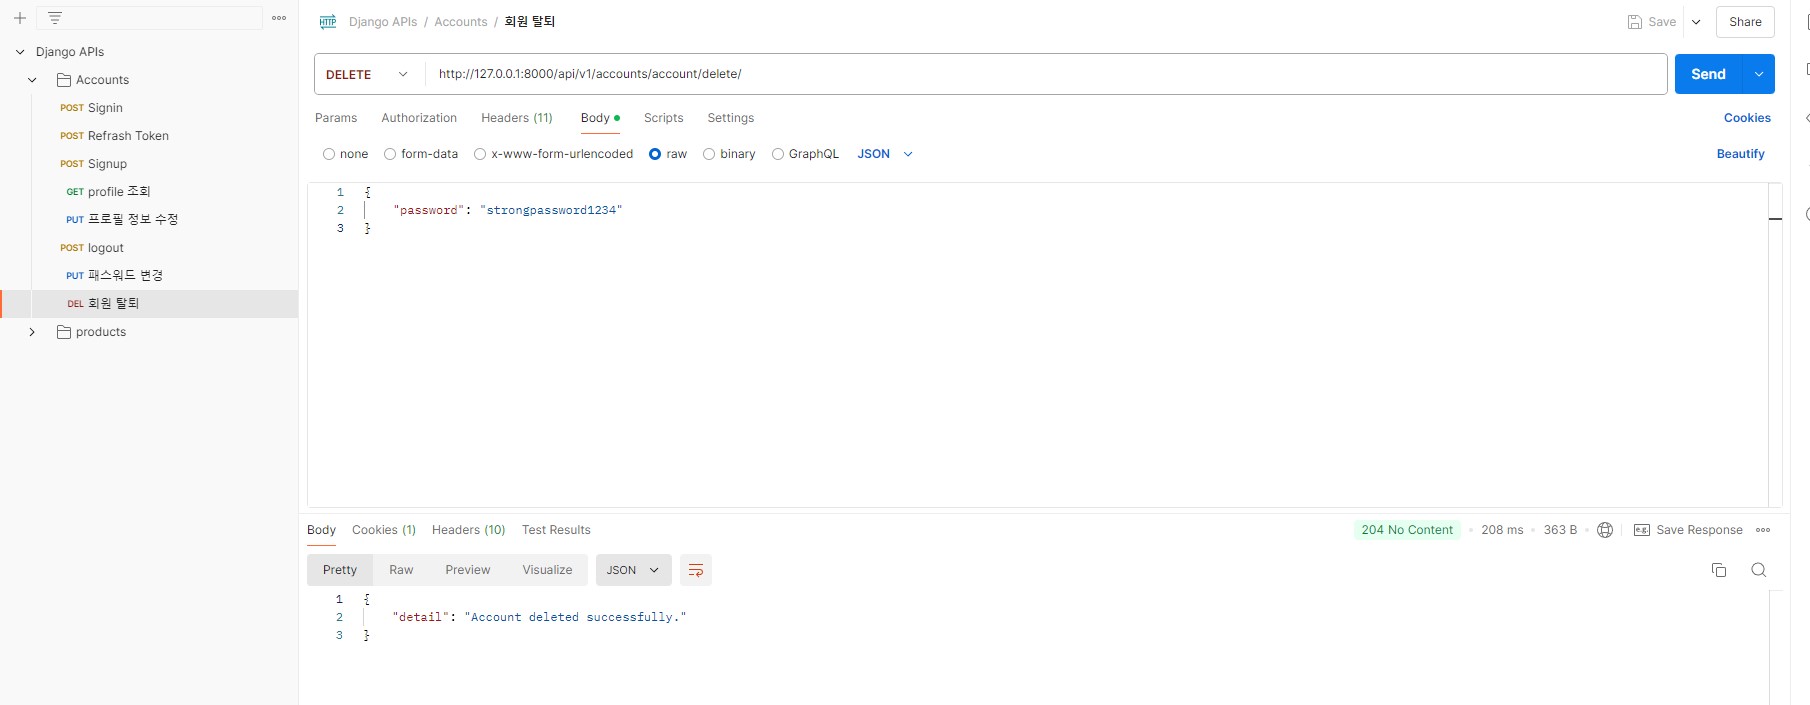 Django APIs
Accounts
POST Signin
POST Refrash Token
POST Signup
GET profile 조회
PUT 프로필 정보 수정
POST logout
PUT 패스워드 변경
DEL 회원 탈퇴
products
HTTP Django APIs / Accounts / 회원 탈퇴
Save
Share
DELETE http://127.0.0.1:8000/api/v1/accounts/account/delete/
Send
Params Authorization Headers (11) Body Scripts Settings Cookies
none form-data x-www-form-urlencoded raw binary GraphQL JSON Beautify
1 {
2 "password": "strongpassword1234"
3 }
Body Cookies (1) Headers (10) Test Results 204 No Content 208 ms 363 B e.g. Save Response
Pretty Raw Preview Visualize JSON
1 {
2 "detail": "Account deleted successfully."
3 }